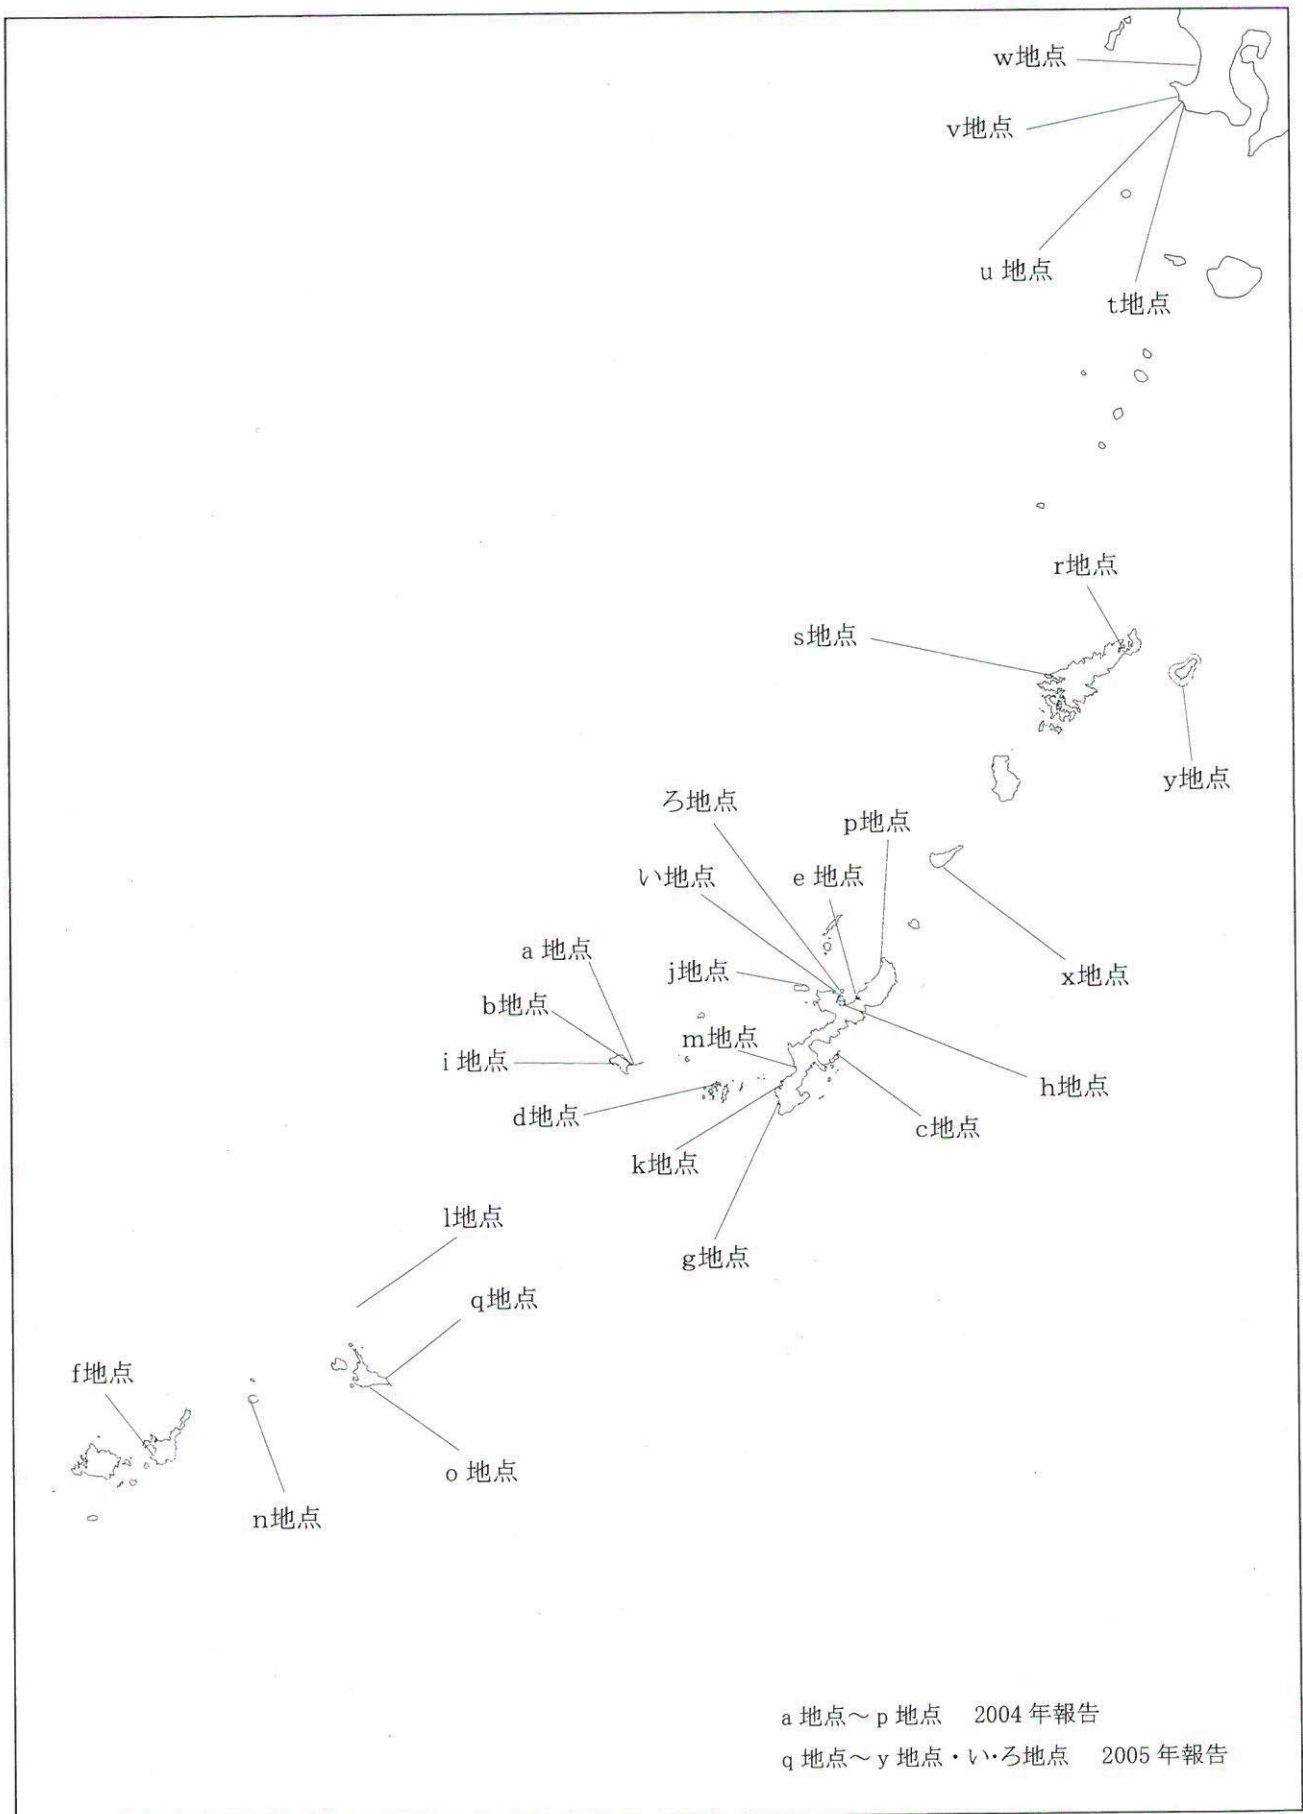 w地点
v地点
u 地点
t地点
r地点
s地点
y地点
ろ地点
p地点
い地点
e 地点
a 地点
j地点
x地点
b地点
m地点
i 地点
h地点
d地点
c地点
k地点
l地点
g地点
q地点
f地点
o 地点
n地点
a 地点～p 地点 2004 年報告
q 地点～y 地点・い・ろ地点 2005 年報告